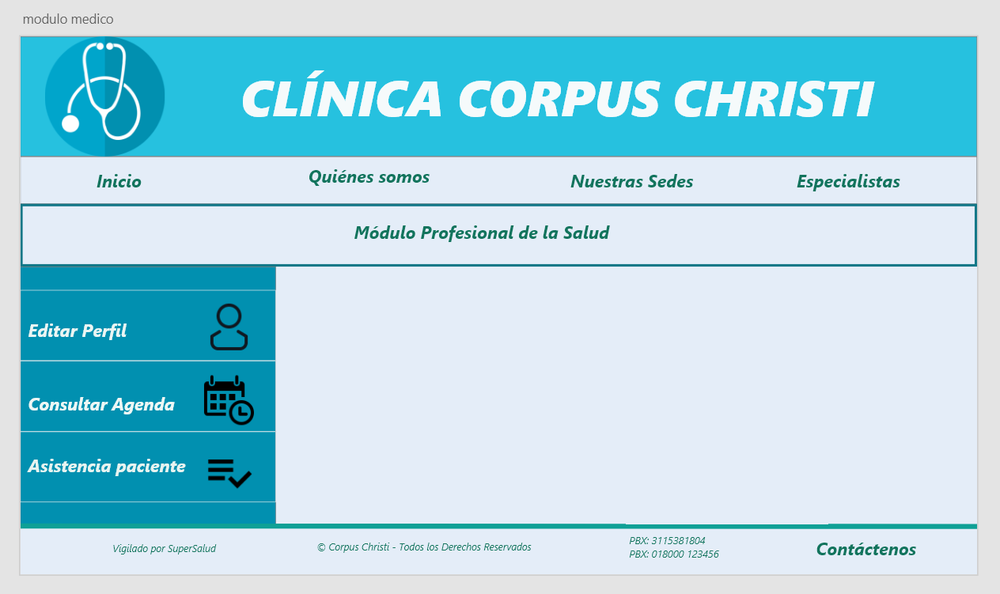 modulo medico
CLÍNICA CORPUS CHRISTI
Inicio
Quiénes somos
Nuestras Sedes
Especialistas
Módulo Profesional de la Salud
Editar Perfil
Consultar Agenda
Asistencia paciente
Vigilado por SuperSalud
© Corpus Christi - Todos los Derechos Reservados
PBX: 3115381804
PBX: 018000 123456
Contáctenos